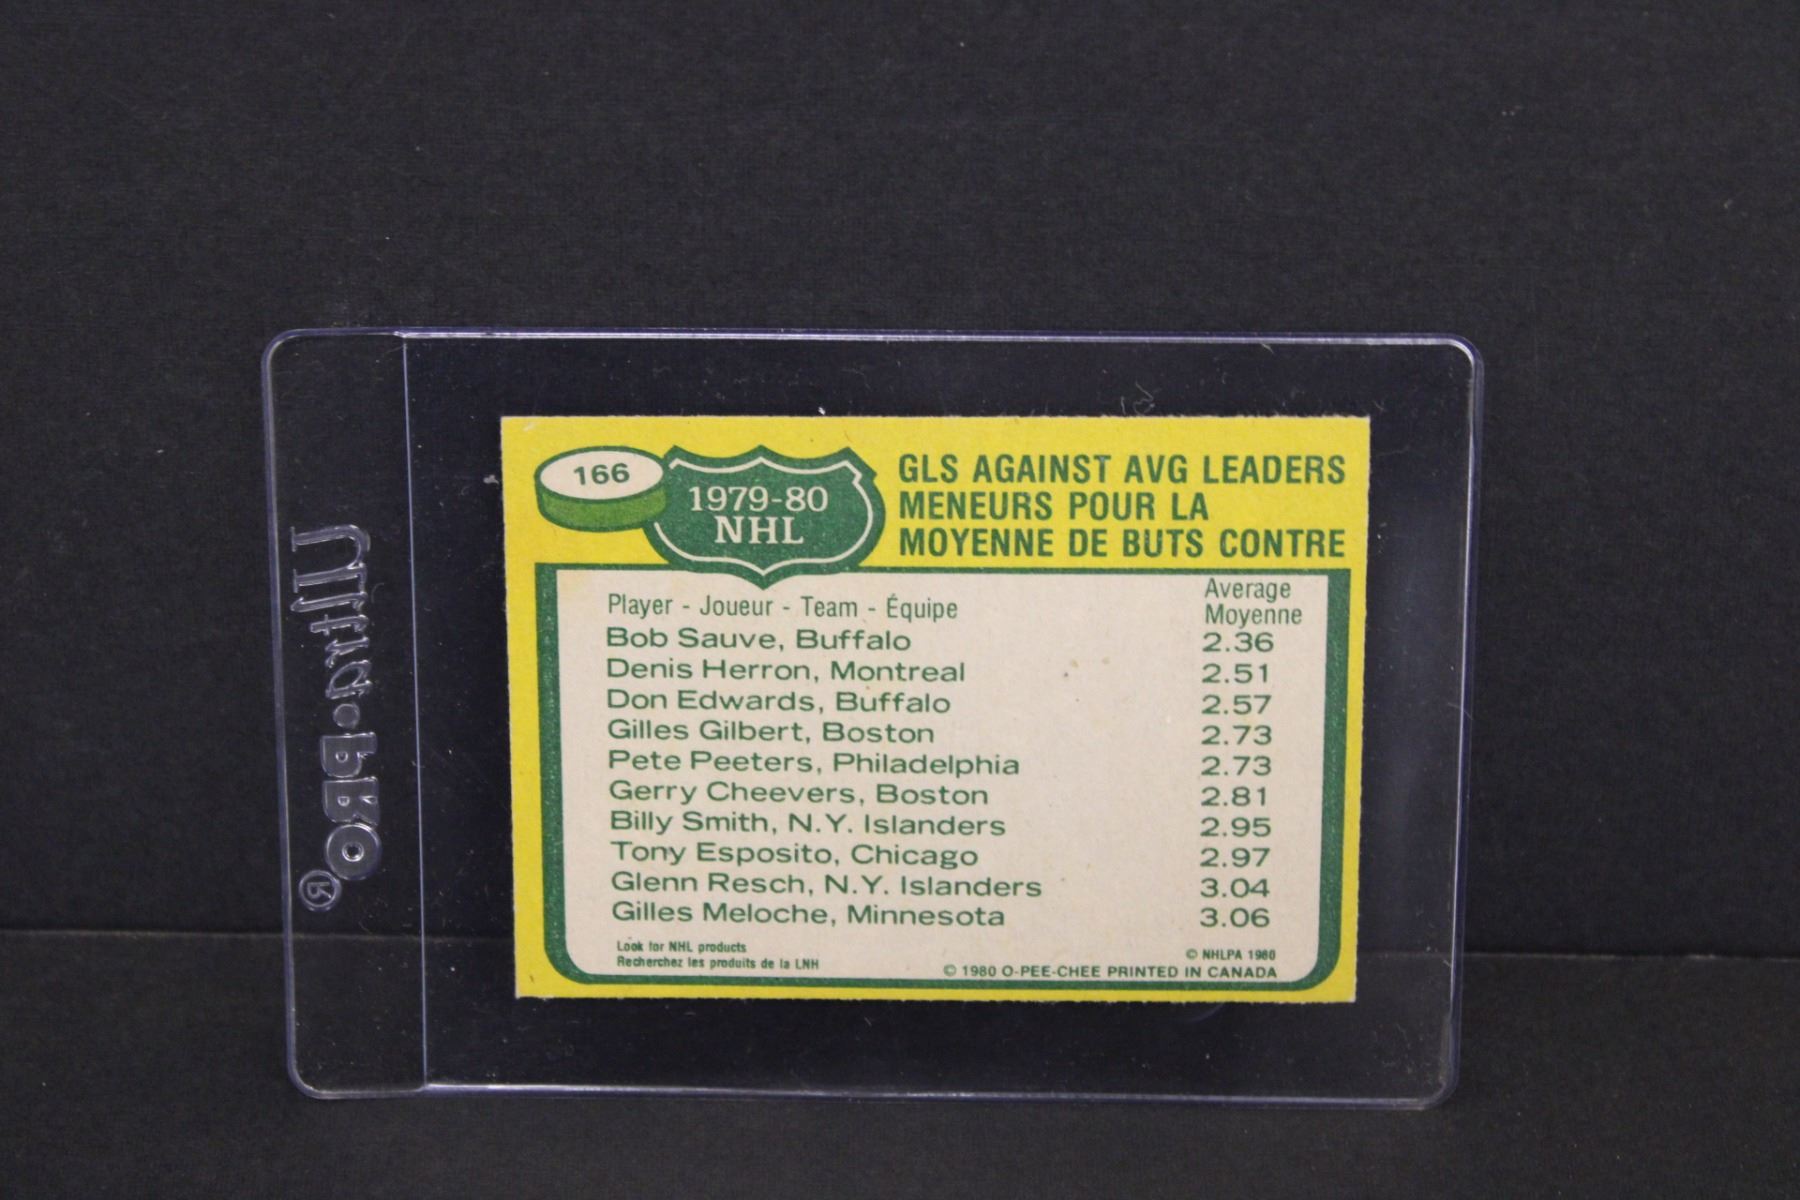 166
1979-80
NHL
GLS AGAINST AVG LEADERS
MENEURS POUR LA
MOYENNE DE BUTS CONTRE
Player - Joueur - Team - Équipe Average
Moyenne
Bob Sauve, Buffalo 2.36
Denis Herron, Montreal 2.51
Don Edwards, Buffalo 2.57
Gilles Gilbert, Boston 2.73
Pete Peeters, Philadelphia 2.73
Gerry Cheevers, Boston 2.81
Billy Smith, N.Y. Islanders 2.95
Tony Esposito, Chicago 2.97
Glenn Resch, N.Y. Islanders 3.04
Gilles Meloche, Minnesota 3.06
Look for NHL products
Recherchez les produits de la LNH
© NHLPA 1980
© 1980 O-PEE-CHEE PRINTED IN CANADA
Ultra•PRO®